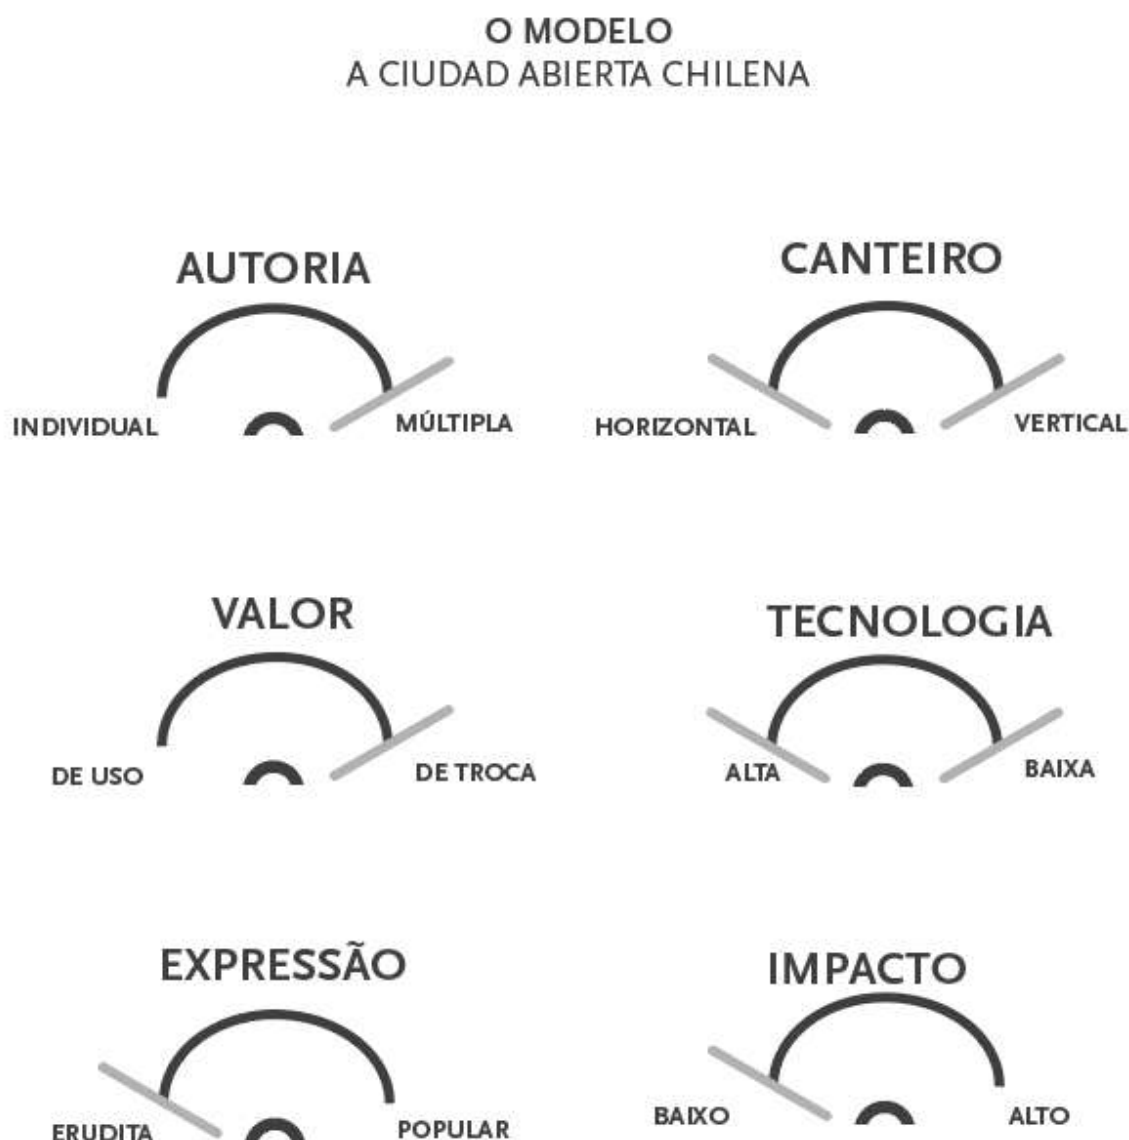 O MODELO
A CIUDAD ABIERTA CHILENA
AUTORIA
INDIVIDUAL
MÚLTIPLA
CANTEIRO
HORIZONTAL
VERTICAL
VALOR
DE USO
DE TROCA
TECNOLOGIA
ALTA
BAIXA
EXPRESSÃO
ERUDITA
POPULAR
IMPACTO
BAIXO
ALTO